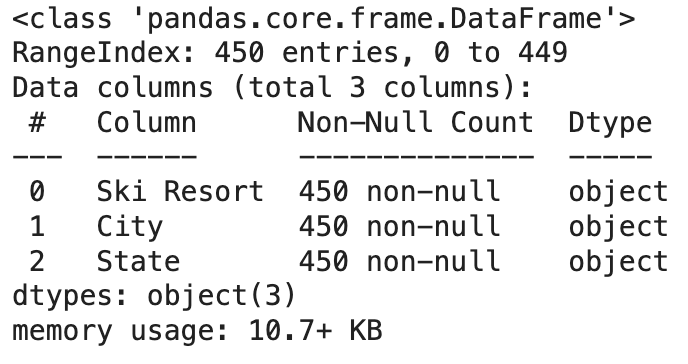 <class 'pandas.core.frame.DataFrame'>
RangeIndex: 450 entries, 0 to 449
Data columns (total 3 columns):
 #   Column      Non-Null Count  Dtype
---  ------      --------------  -----
 0   Ski Resort  450 non-null    object
 1   City        450 non-null    object
 2   State       450 non-null    object
dtypes: object(3)
memory usage: 10.7+ KB